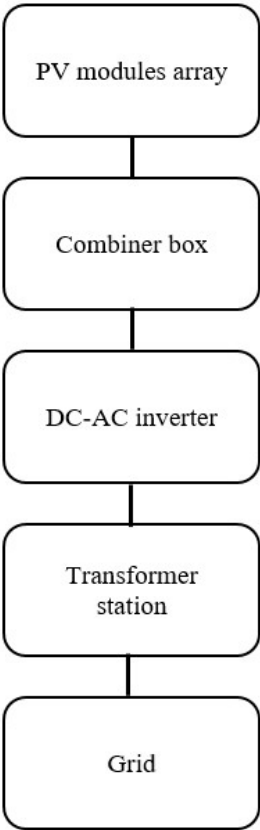 PV modules array
Combiner box
DC-AC inverter
Transformer
station
Grid